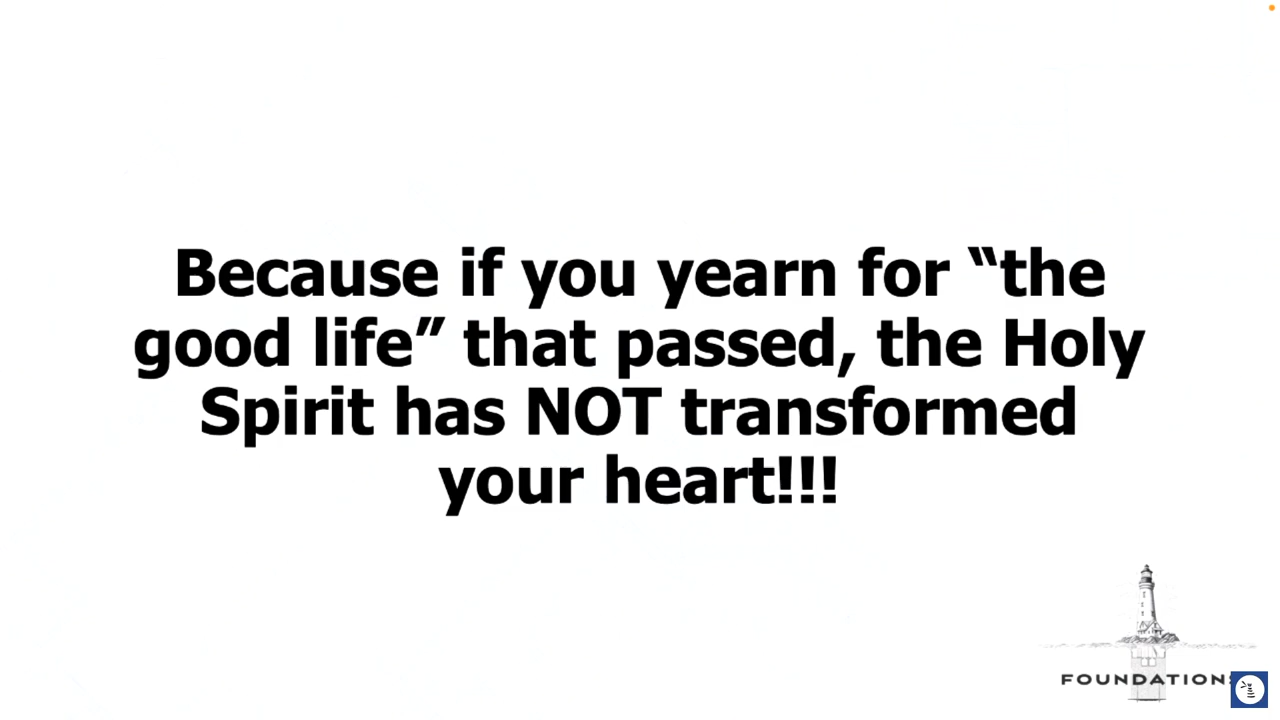 Because if you yearn for “the
good life” that passed, the Holy
Spirit has NOT transformed
your heart!!!
FOUNDATIONS